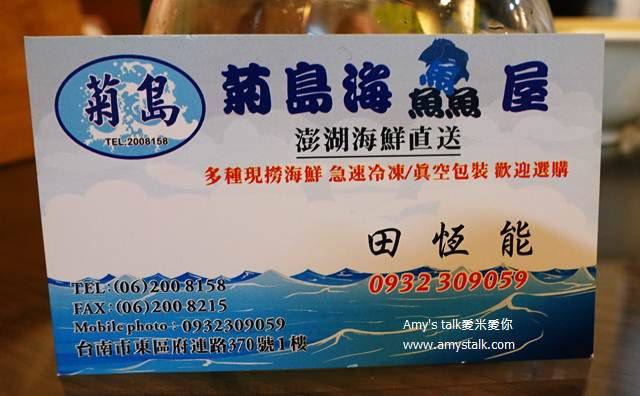 菊島
TEL:2008158
菊島海鱻屋
澎湖海鮮直送
多種現撈海鮮 急速冷凍/真空包裝 歡迎選購
田恆能
0932 309059
TEL:(06)200 8158
FAX:(06)200 8215
Mobile photo:0932309059
台南市東區府連路370號1樓
Amy's talk愛米愛你
www.amystalk.com